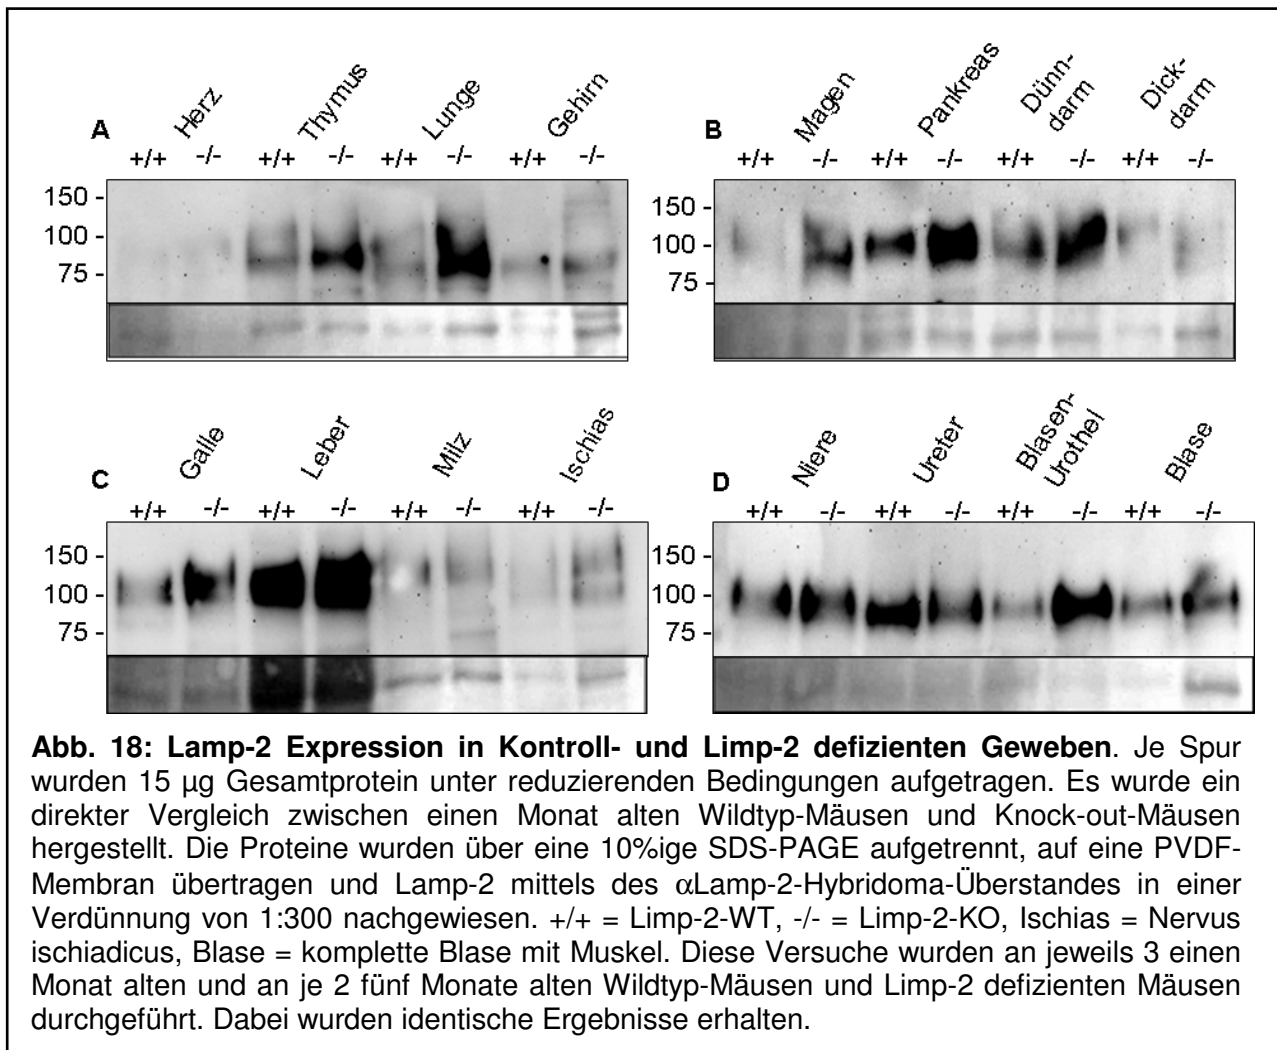 A
Herz
Thymus
Lunge
Gehirn
+/+ -/- +/+ -/- +/+ -/- +/+ -/-
150 -
100 -
75 -
B
Magen
Pankreas
Dünn-
darm
Dick-
darm
+/+ -/- +/+ -/- +/+ -/- +/+ -/-
150 -
100 -
75 -
C
Galle
Leber
Milz
Ischias
+/+ -/- +/+ -/- +/+ -/- +/+ -/-
150 -
100 -
75 -
D
Niere
Ureter
Blasen-
Urothel
Blase
+/+ -/- +/+ -/- +/+ -/- +/+ -/-
150 -
100 -
75 -
Abb. 18: Lamp-2 Expression in Kontroll- und Limp-2 defizienten Geweben. Je Spur
wurden 15 µg Gesamtprotein unter reduzierenden Bedingungen aufgetragen. Es wurde ein
direkter Vergleich zwischen einen Monat alten Wildtyp-Mäusen und Knock-out-Mäusen
hergestellt. Die Proteine wurden über eine 10%ige SDS-PAGE aufgetrennt, auf eine PVDF-
Membran übertragen und Lamp-2 mittels des αLamp-2-Hybridoma-Überstandes in einer
Verdünnung von 1:300 nachgewiesen. +/+ = Limp-2-WT, -/- = Limp-2-KO, Ischias = Nervus
ischiadicus, Blase = komplette Blase mit Muskel. Diese Versuche wurden an jeweils 3 einen
Monat alten und an je 2 fünf Monate alten Wildtyp-Mäusen und Limp-2 defizienten Mäusen
durchgeführt. Dabei wurden identische Ergebnisse erhalten.